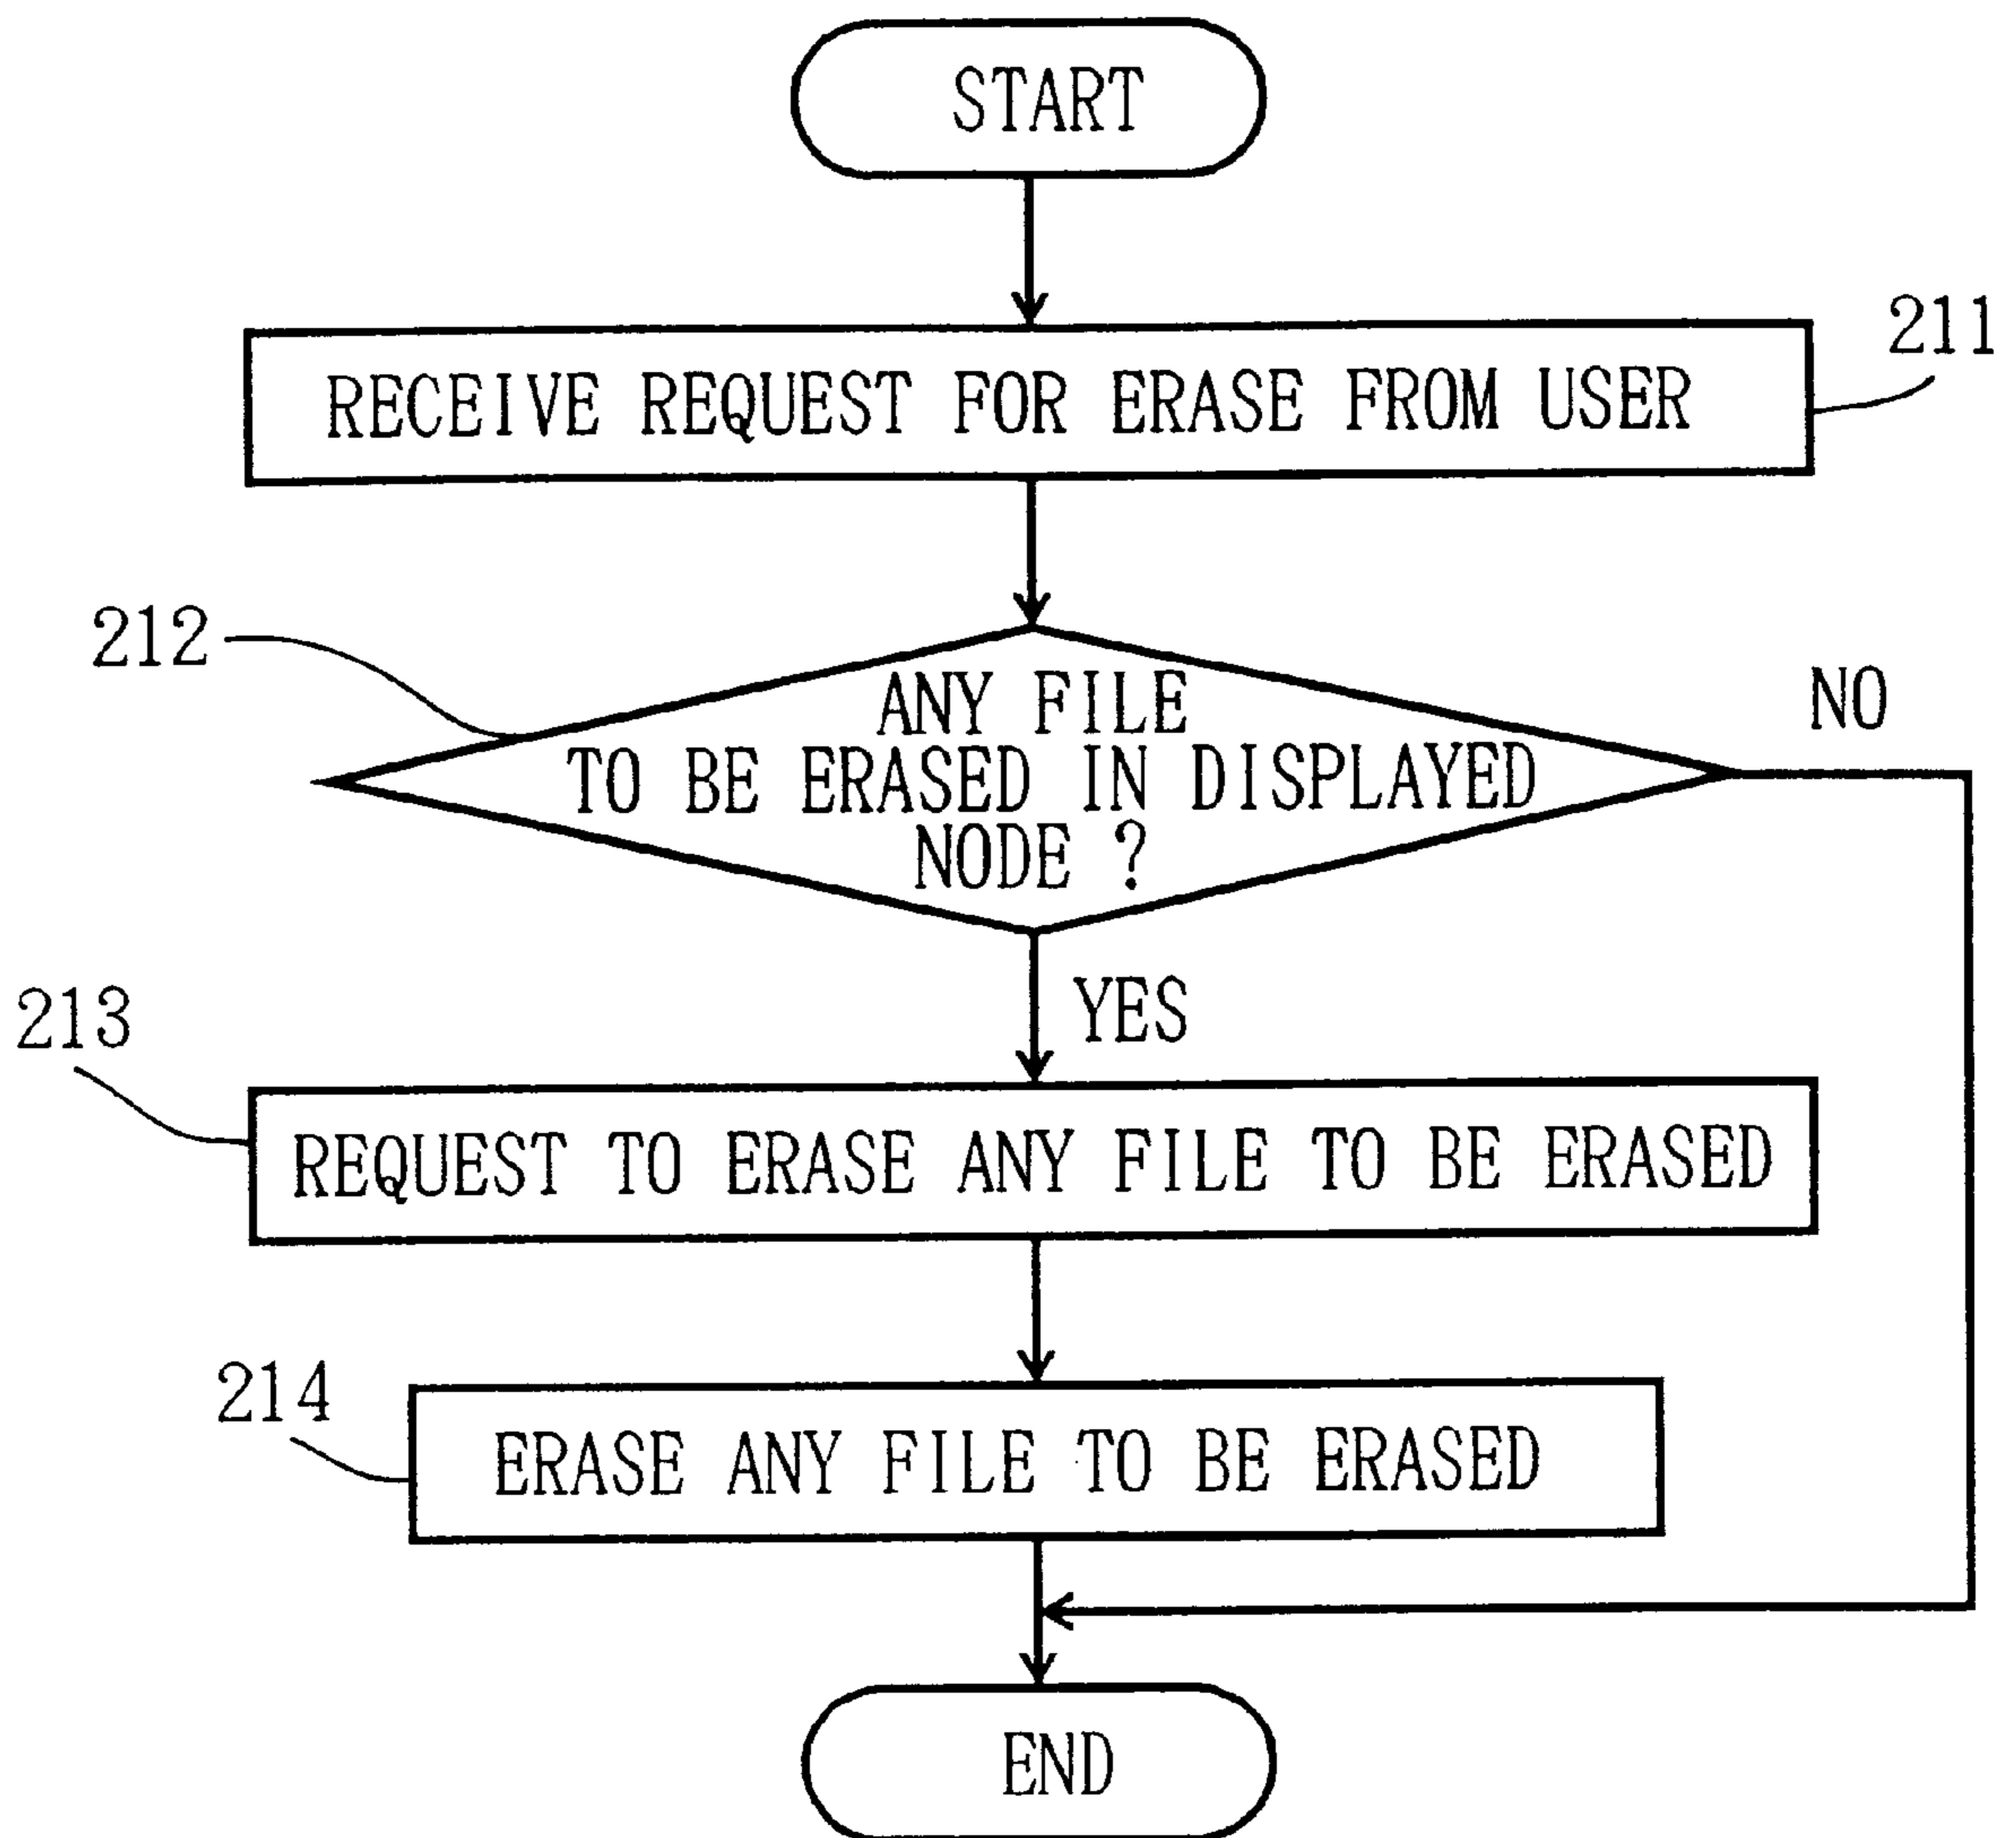 START
RECEIVE REQUEST FOR ERASE FROM USER
211
212
ANY FILE
TO BE ERASED IN DISPLAYED
NODE ?
NO
YES
213
REQUEST TO ERASE ANY FILE TO BE ERASED
214
ERASE ANY FILE TO BE ERASED
END